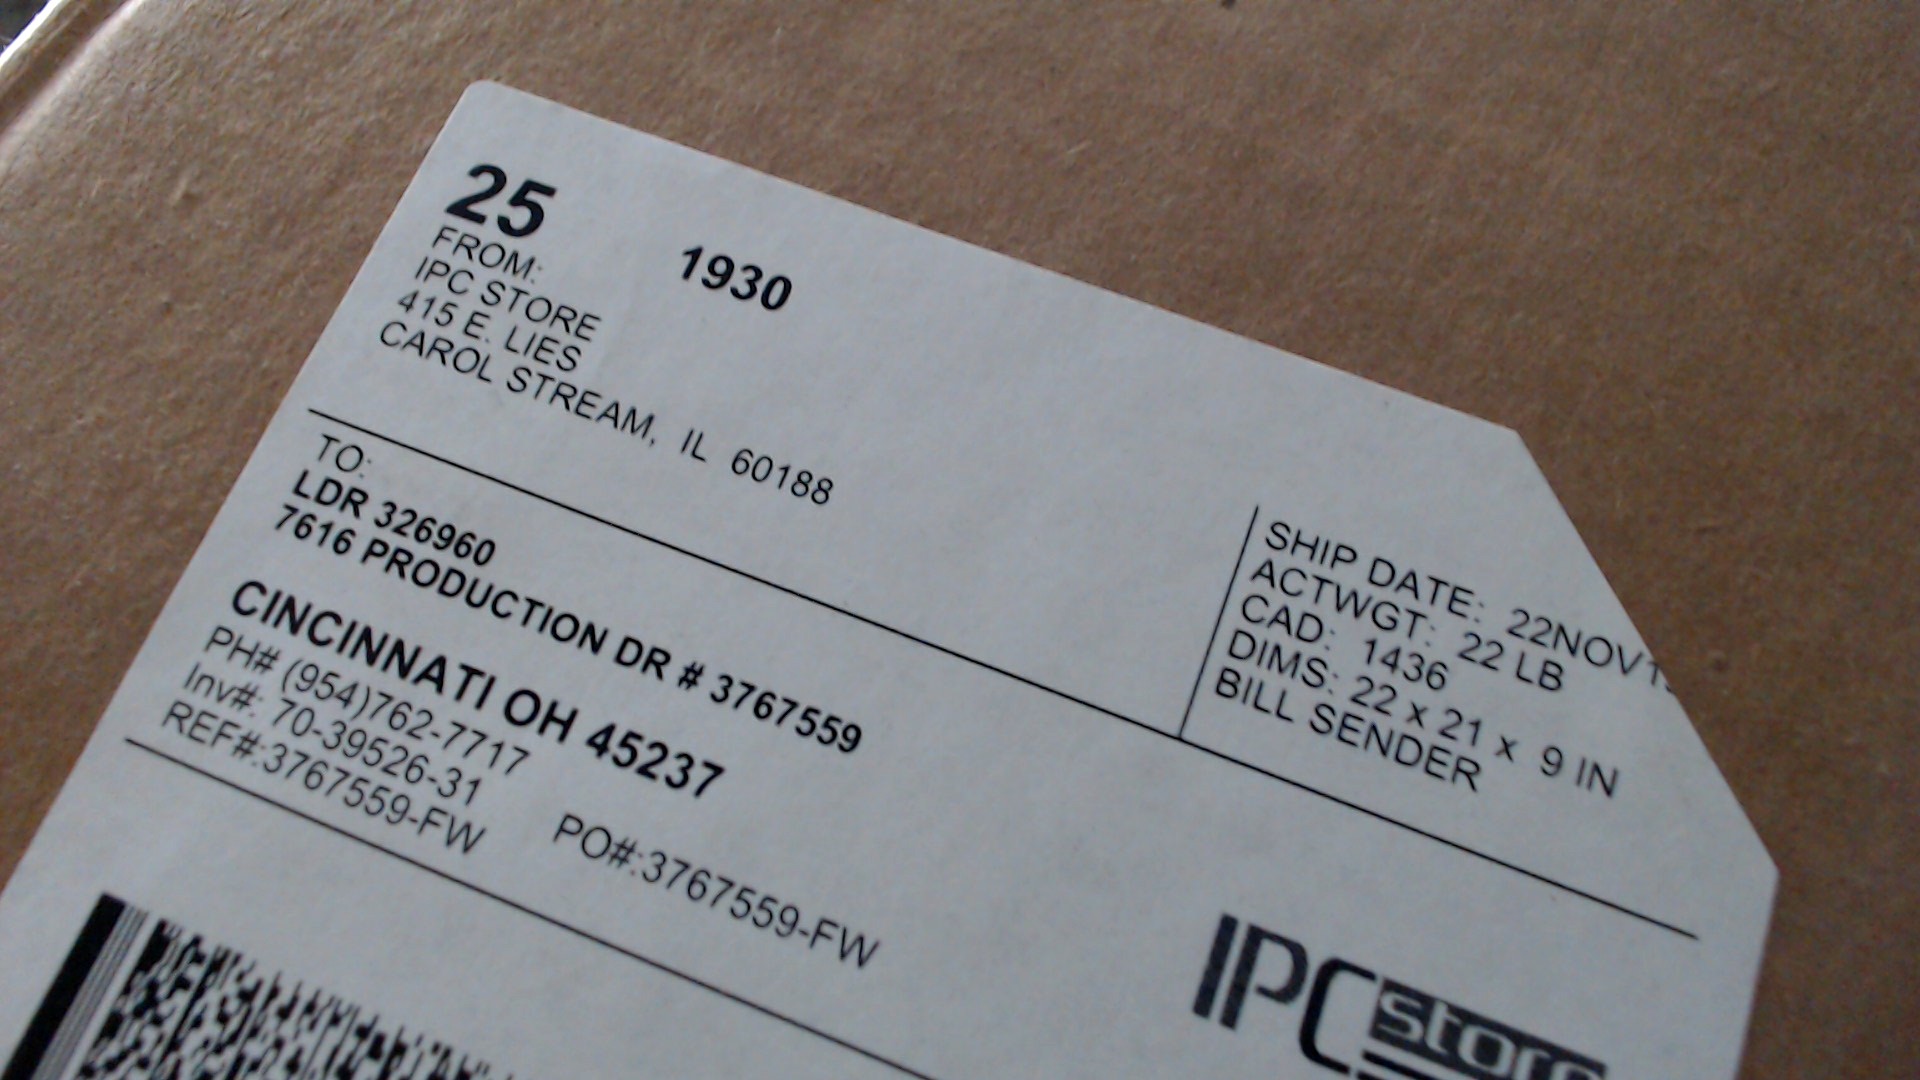 25
1930
FROM:
IPC STORE
415 E. LIES
CAROL STREAM, IL 60188
SHIP DATE:
ACTWGT: 22 LB
CAD: 1436
DIMS: 22 x 21 x 9 IN
BILL SENDER
TO:
LDR 326960
7616 PRODUCTION DR # 3767559
CINCINNATI OH 45237
PH# (954)762-7717
Inv#: 70-39526-31
REF#:3767559-FW PO#:3767559-FW
IPC store